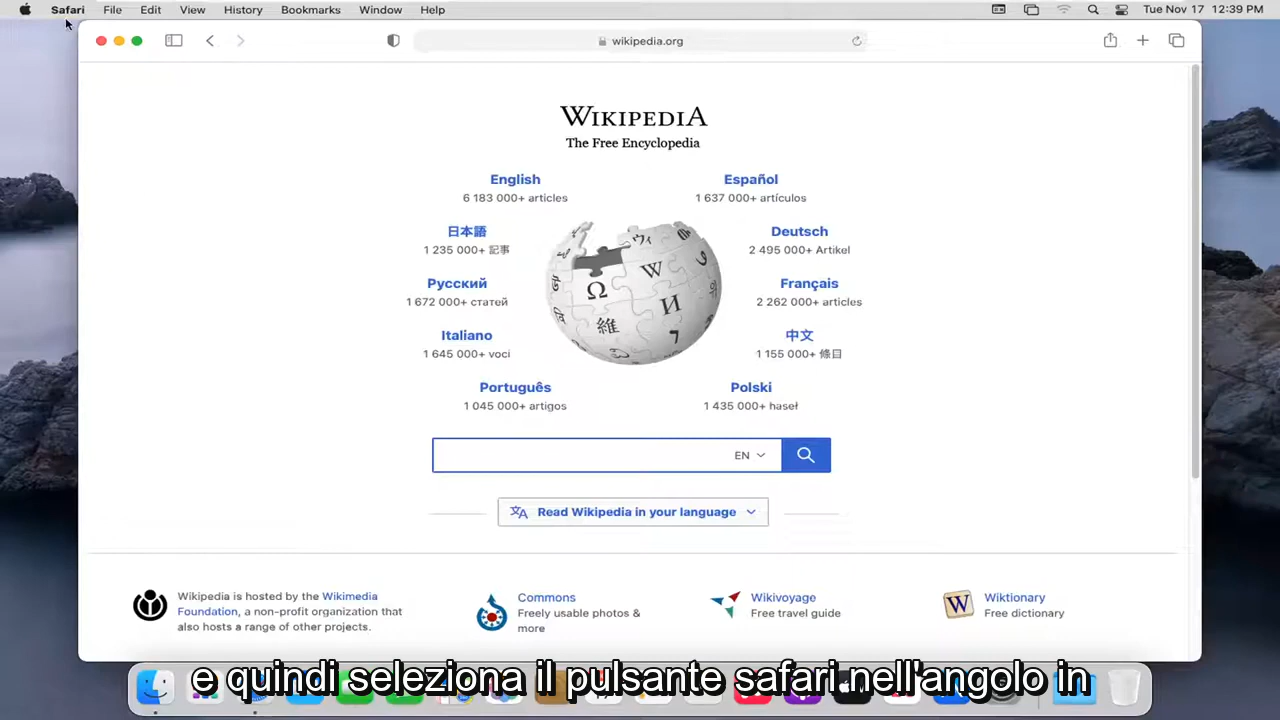 Safari File Edit View History Bookmarks Window Help Tue Nov 17 12:39 PM
wikipedia.org
WIKIPEDIA
The Free Encyclopedia
English Español
6 183 000+ articles 1 637 000+ artículos
日本語 Deutsch
1 235 000+ 記事 2 495 000+ Artikel
Русский Français
1 672 000+ статей 2 262 000+ articles
Italiano 中文
1 645 000+ voci 1 155 000+ 條目
Português Polski
1 045 000+ artigos 1 435 000+ haseł
Ω W И 維
EN
Read Wikipedia in your language
Wikipedia is hosted by the Wikimedia
Foundation, a non-profit organization that
also hosts a range of other projects.
Commons
Freely usable photos &
more
Wikivoyage
Free travel guide
W
Wiktionary
Free dictionary
e quindi seleziona il pulsante safari nell'angolo in